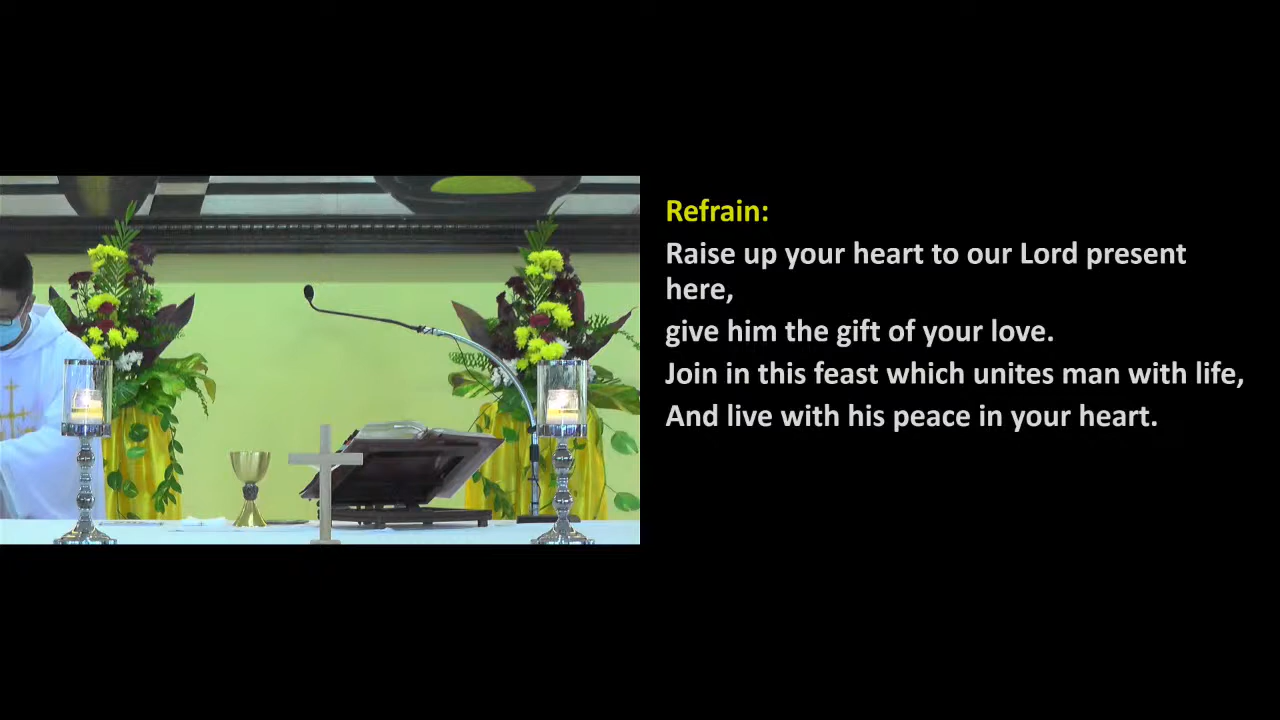 Refrain:
Raise up your heart to our Lord present
here,
give him the gift of your love.
Join in this feast which unites man with life,
And live with his peace in your heart.